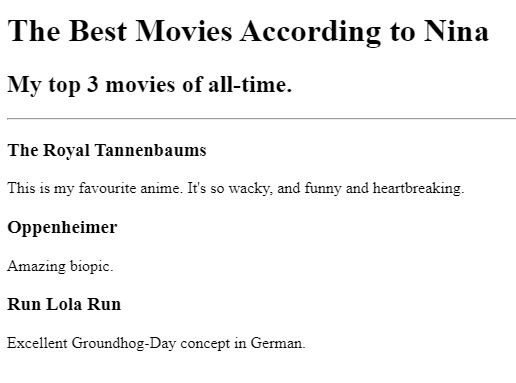 The Best Movies According to Nina
My top 3 movies of all-time.
The Royal Tannenbaums
This is my favourite anime. It's so wacky, and funny and heartbreaking.
Oppenheimer
Amazing biopic.
Run Lola Run
Excellent Groundhog-Day concept in German.